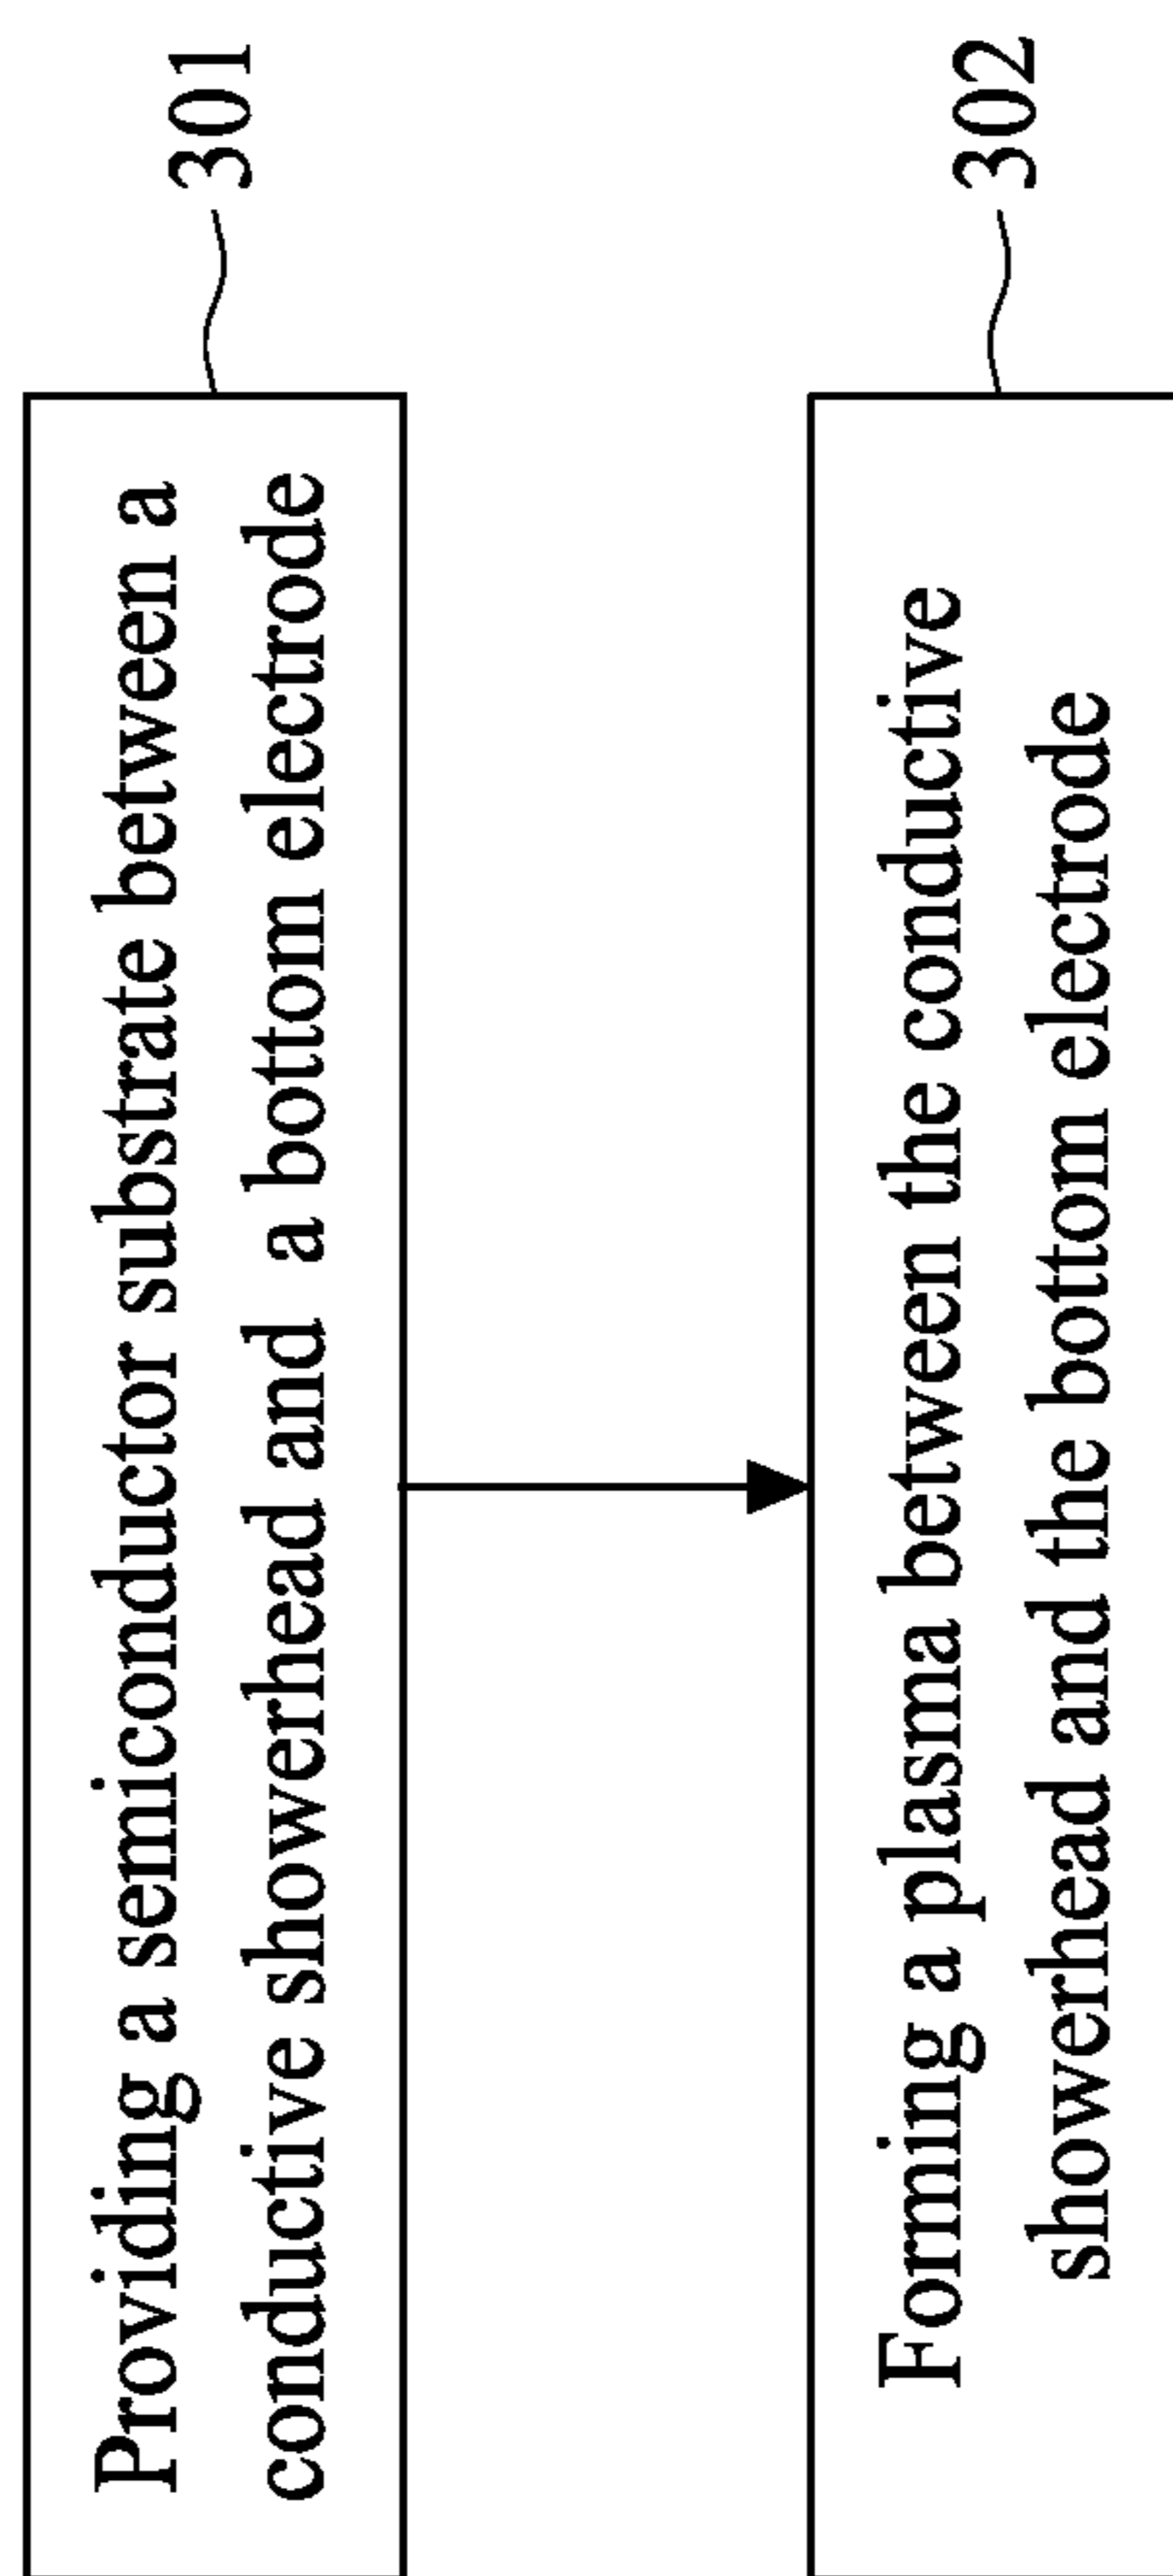 Providing a semiconductor substrate between a
conductive showerhead and a bottom electrode
301
Forming a plasma between the conductive
showerhead and the bottom electrode
302